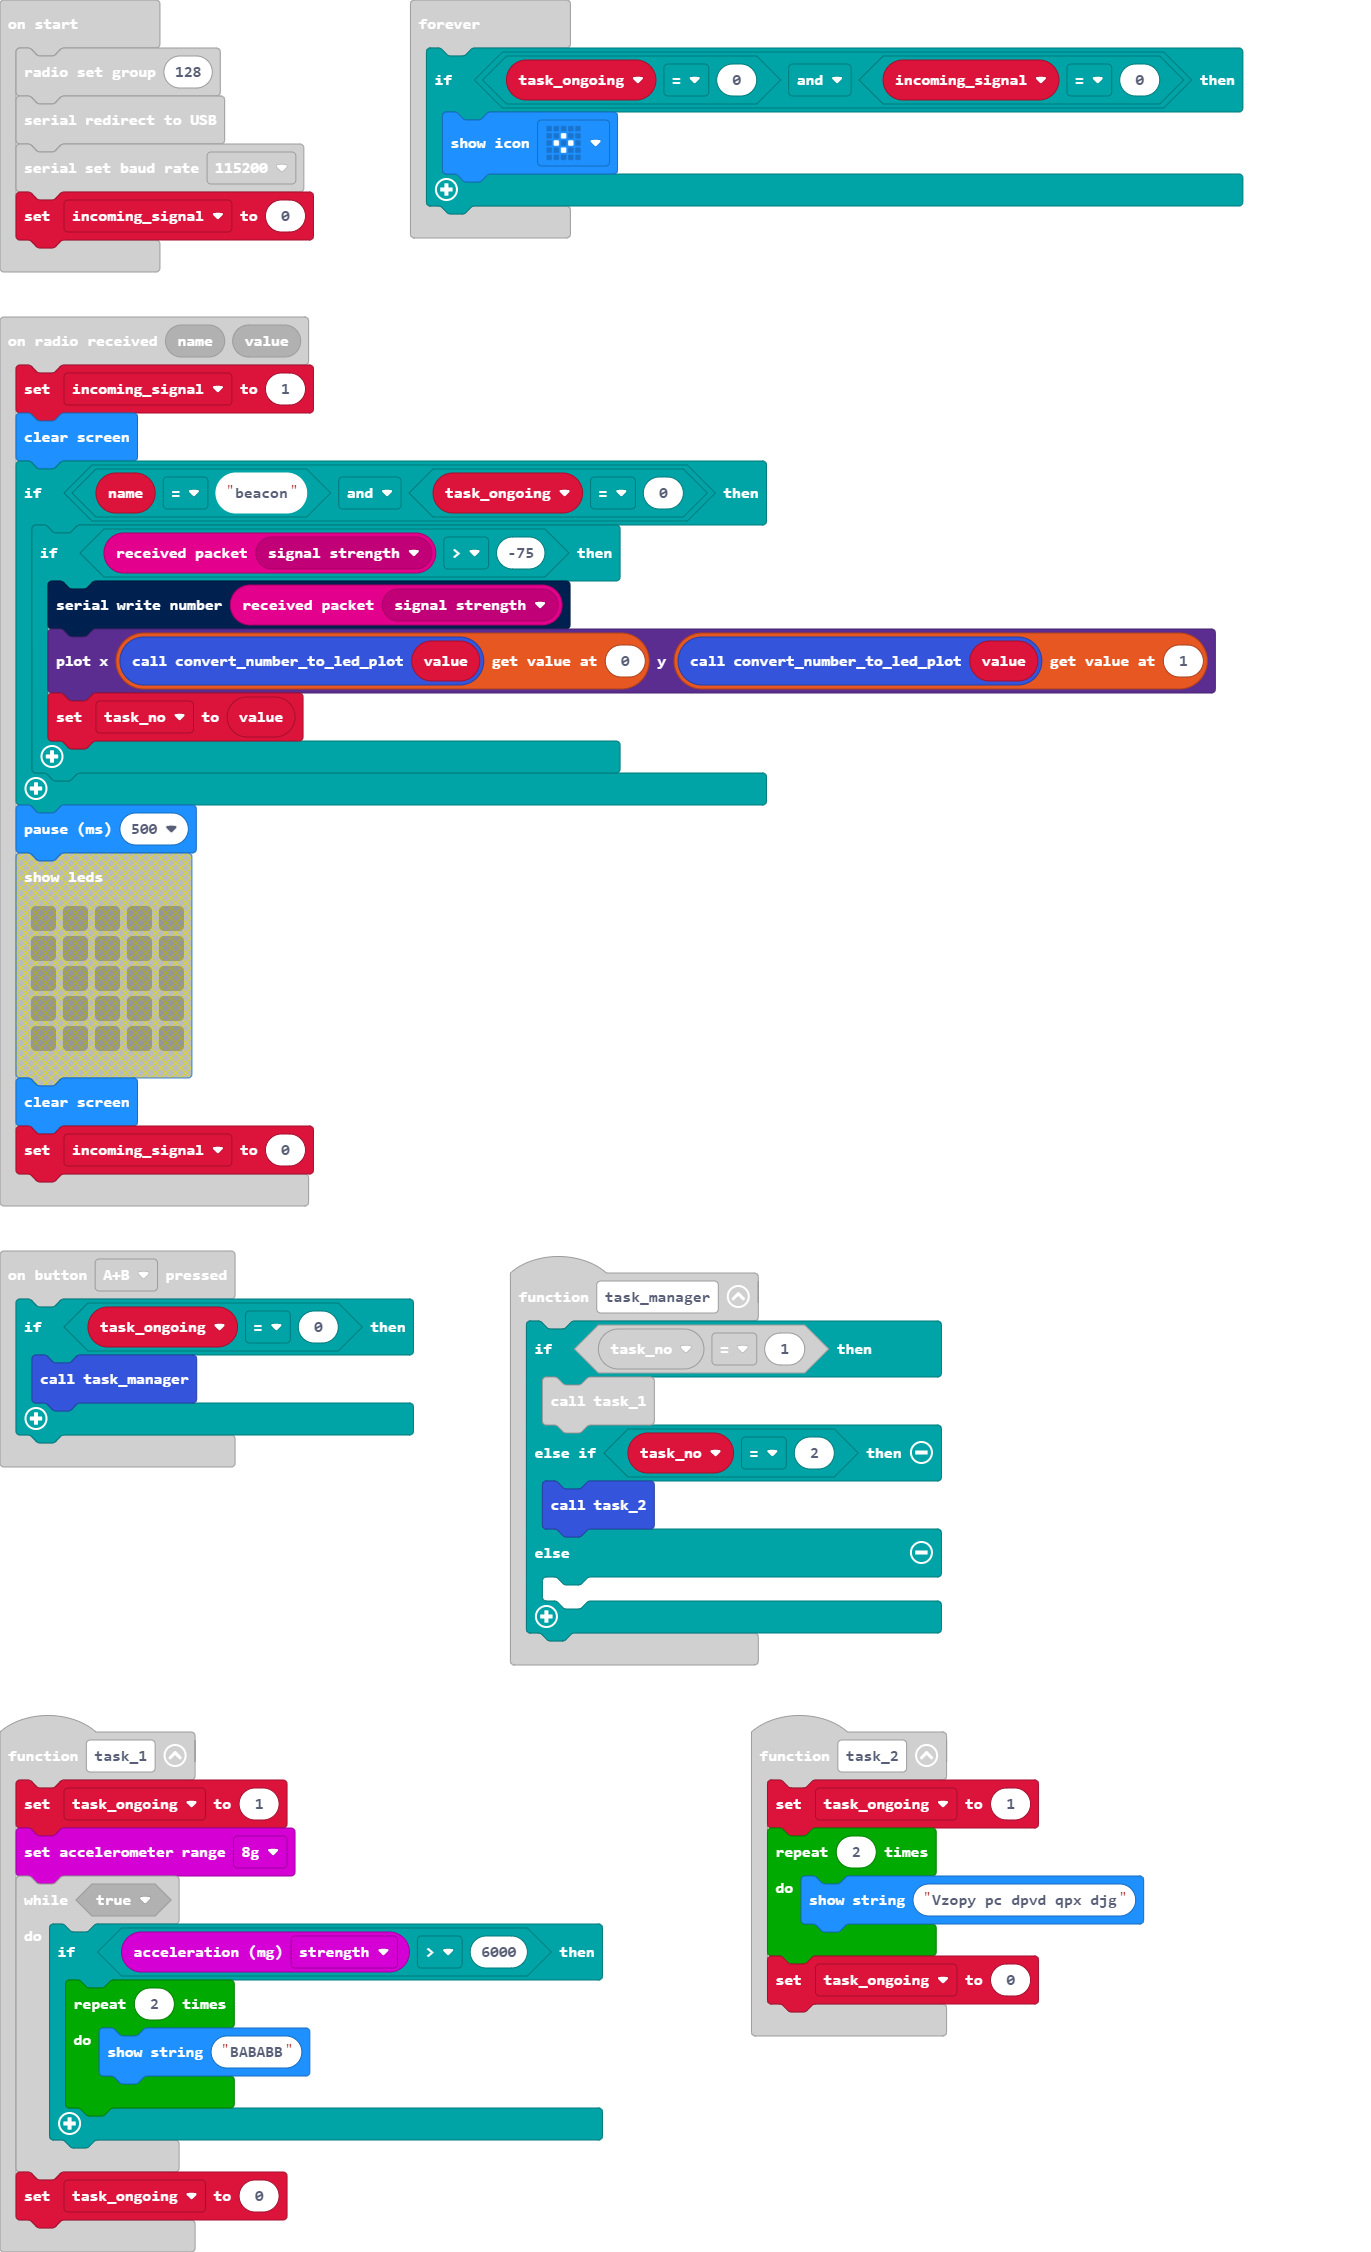 on start
radio set group 128
serial redirect to USB
serial set baud rate 115200
set incoming_signal to 0
forever
if task_ongoing = 0 and incoming_signal = 0 then
show icon
on radio received name value
set incoming_signal to 1
clear screen
if name = "beacon" and task_ongoing = 0 then
if received packet signal strength > -75 then
serial write number received packet signal strength
plot x call convert_number_to_led_plot value get value at 0 y call convert_number_to_led_plot value get value at 1
set task_no to value
pause (ms) 500
show leds
clear screen
set incoming_signal to 0
on button A+B pressed
if task_ongoing = 0 then
call task_manager
function task_manager
if task_no = 1 then
call task_1
else if task_no = 2 then
call task_2
else
function task_1
set task_ongoing to 1
set accelerometer range 8g
while true
do if acceleration (mg) strength > 6000 then
repeat 2 times
do show string "BABABB"
set task_ongoing to 0
function task_2
set task_ongoing to 1
repeat 2 times
do show string "Vzopy pc dpvd qpx djg"
set task_ongoing to 0